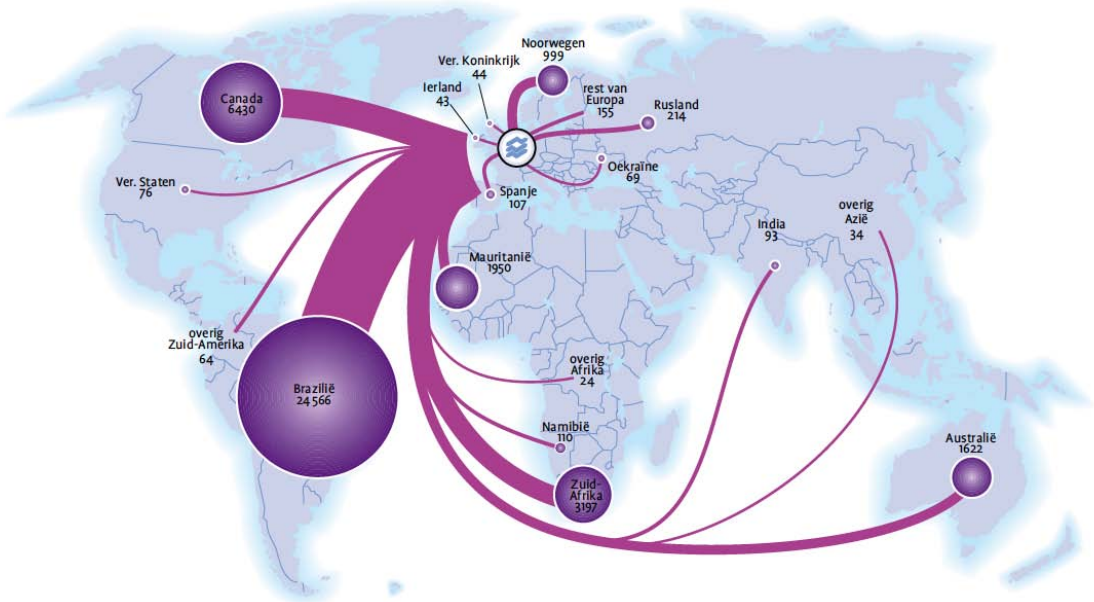 Noorwegen
999
Ver. Koninkrijk
44
Ierland
43
rest van
Europa
155
Rusland
214
Canada
6430
Oekraïne
69
Ver. Staten
76
Spanje
107
overig
Azië
34
India
93
Mauritanië
1950
overig
Zuid-Amerika
64
overig
Afrika
24
Brazilië
24 566
Namibië
110
Australië
1622
Zuid-
Afrika
3197